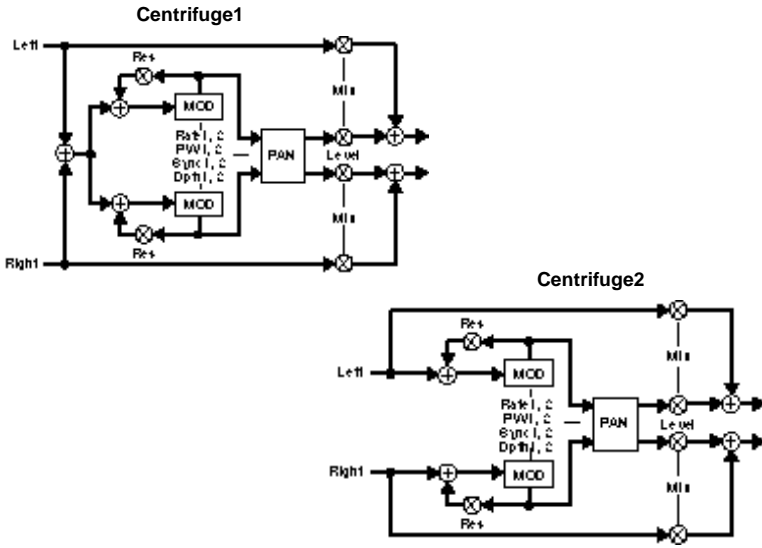 Centrifuge1
Left
Res
Mix
MOD
Rate1, 2
PW1, 2
Sync1, 2
Dpth1, 2
PAN
Level
MOD
Mix
Res
Right
Centrifuge2
Res
Mix
Left
MOD
Rate1, 2
PW1, 2
Sync1, 2
Dpth1, 2
PAN
Level
Right
MOD
Mix
Res